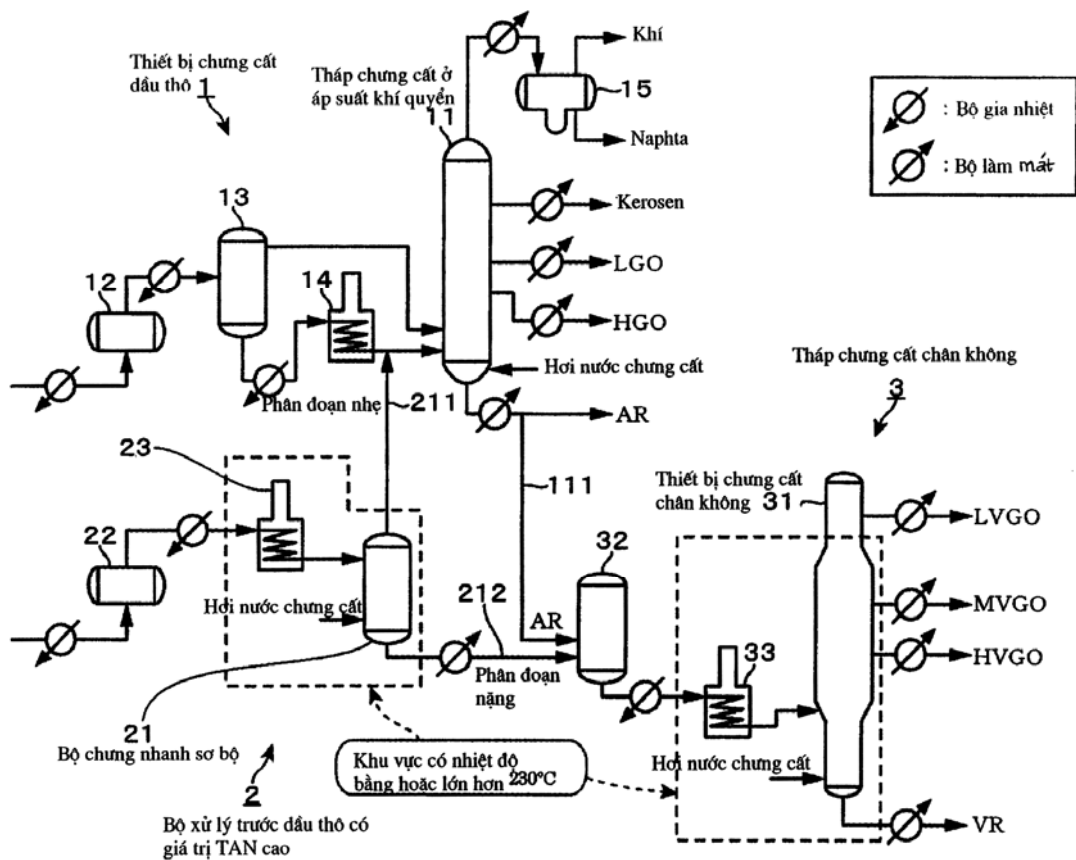 Thiết bị chưng cất
dầu thô 1
Tháp chưng cất ở
áp suất khí quyển
11
Khí
15
Naphta
: Bộ gia nhiệt
: Bộ làm mát
13
12
14
Kerosen
LGO
HGO
Hơi nước chưng cất
Phân đoạn nhẹ
211
AR
111
Tháp chưng cất chân không
3
23
22
Thiết bị chưng cất
chân không
31
LVGO
32
Hơi nước chưng cất
212
AR
MVGO
HVGO
Phân đoạn
nặng
33
21
Bộ chưng nhanh sơ bộ
Khu vực có nhiệt độ
bằng hoặc lớn hơn 230°C
Hơi nước chưng cất
2
Bộ xử lý trước dầu thô có
giá trị TAN cao
VR